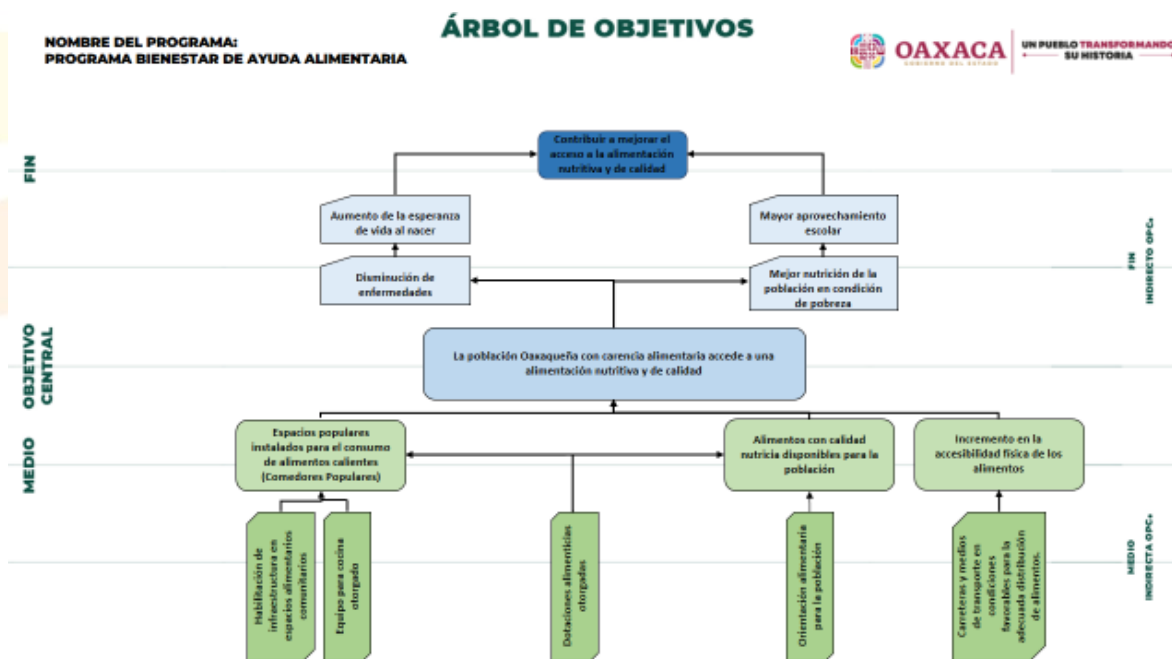 ÁRBOL DE OBJETIVOS
NOMBRE DEL PROGRAMA:
PROGRAMA BIENESTAR DE AYUDA ALIMENTARIA
OAXACA
GOBIERNO DEL ESTADO
UN PUEBLO TRANSFORMANDO
SU HISTORIA
FIN
Contribuir a mejorar el
acceso a la alimentación
nutritiva y de calidad
Aumento de la esperanza
de vida al nacer
Mayor aprovechamiento
escolar
FIN
INDIRECTO OPC.
Disminución de
enfermedades
Mejor nutrición de la
población en condición
de pobreza
OBJETIVO
CENTRAL
La población Oaxaqueña con carencia alimentaria accede a una
alimentación nutritiva y de calidad
MEDIO
Espacios populares
instalados para el consumo
de alimentos calientes
(Comedores Populares)
Alimentos con calidad
nutricia disponibles para la
población
Incremento en la
accesibilidad física de los
alimentos
MEDIO
INDIRECTA OPC.
Habilitación de
infraestructura en
espacios alimentarios
comunitarios
Equipo para cocina
otorgado
Dotaciones alimenticias
otorgadas
Orientación alimentaria
para la población
Carreteras y medios
de transporte en
condiciones
favorables para la
adecuada distribución
de alimentos.